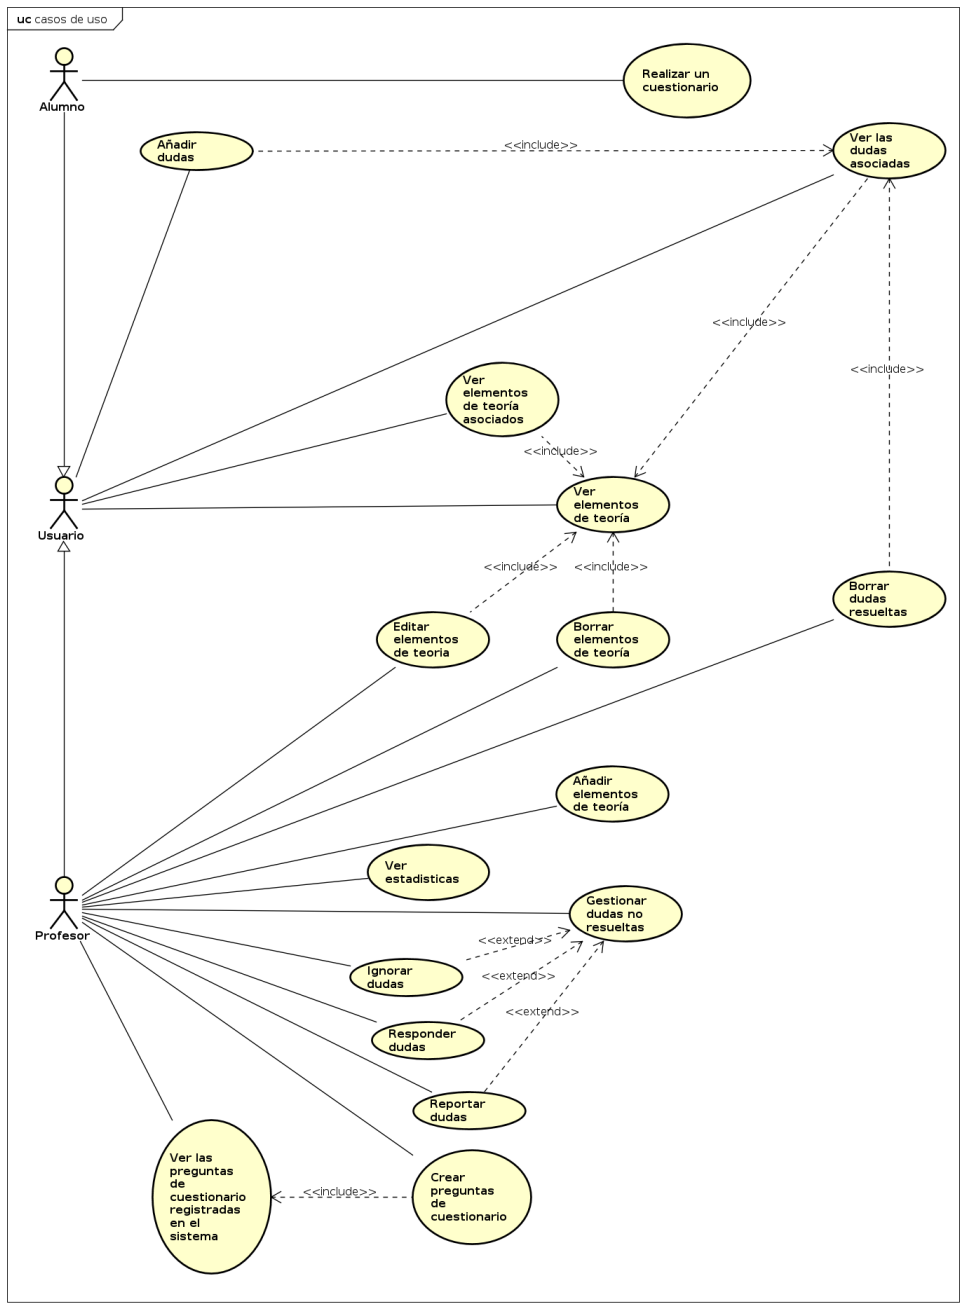 uc casos de uso
Alumno
Realizar un
cuestionario
Añadir
dudas
<<include>>
Ver las
dudas
asociadas
<<include>>
<<include>>
Ver
elementos
de teoría
asociados
<<include>>
Usuario
Ver
elementos
de teoría
<<include>>
<<include>>
Borrar
dudas
resueltas
Editar
elementos
de teoria
Borrar
elementos
de teoría
Añadir
elementos
de teoría
Ver
estadisticas
Profesor
Gestionar
dudas no
resueltas
<<extend>>
Ignorar
dudas
<<extend>>
<<extend>>
Responder
dudas
Reportar
dudas
Ver las
preguntas
de
cuestionario
registradas
en el
sistema
<<include>>
Crear
preguntas
de
cuestionario